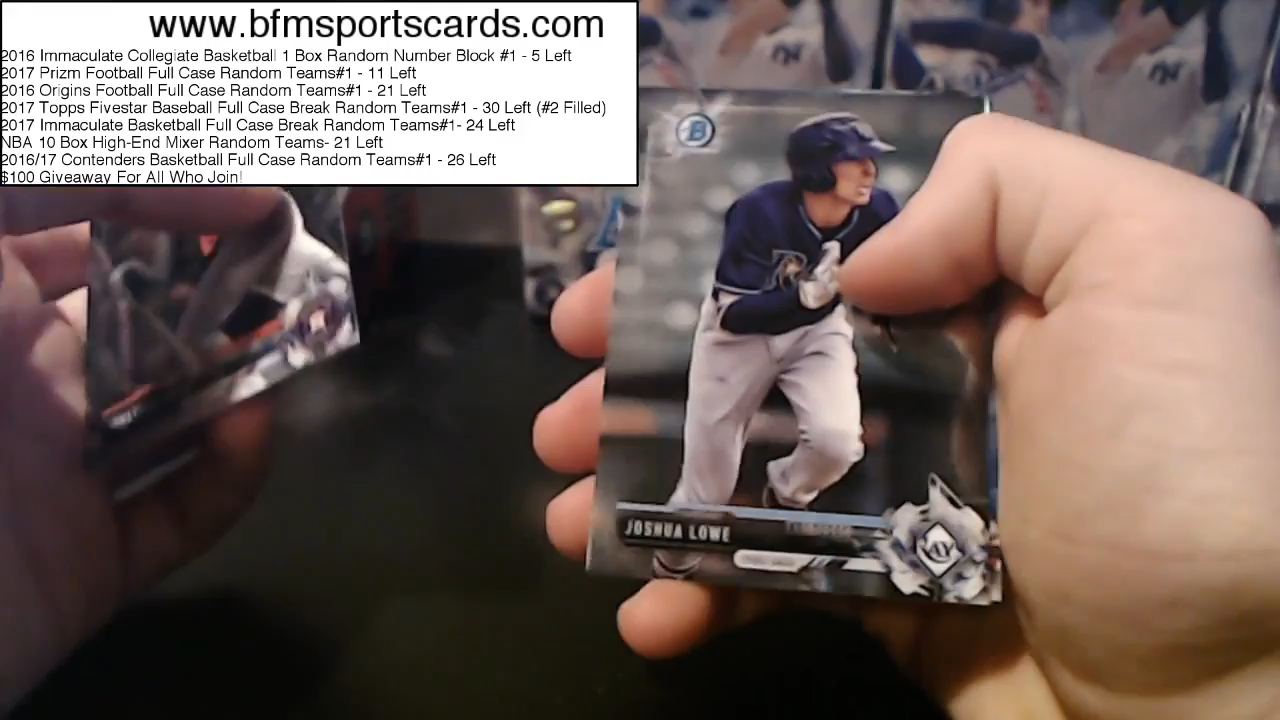 www.bfmsportscards.com
2016 Immaculate Collegiate Basketball 1 Box Random Number Block #1 - 5 Left
2017 Prizm Football Full Case Random Teams#1 - 11 Left
2016 Origins Football Full Case Random Teams#1 - 21 Left
2017 Topps Fivestar Baseball Full Case Break Random Teams#1 - 30 Left (#2 Filled)
2017 Immaculate Basketball Full Case Break Random Teams#1- 24 Left
NBA 10 Box High-End Mixer Random Teams- 21 Left
2016/17 Contenders Basketball Full Case Random Teams#1 - 26 Left
$100 Giveaway For All Who Join!
B
JOSHUA LOWE
RAY